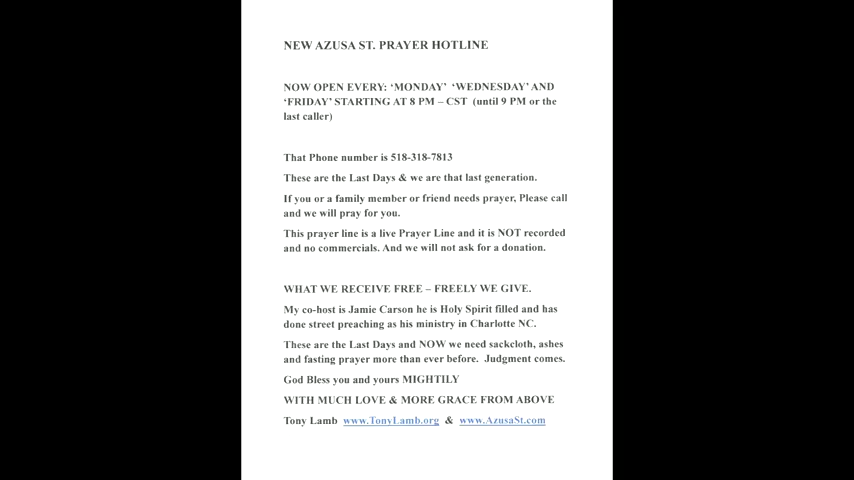 NEW AZUSA ST. PRAYER HOTLINE
NOW OPEN EVERY: ‘MONDAY’ ‘WEDNESDAY’ AND
‘FRIDAY’ STARTING AT 8 PM – CST (until 9 PM or the
last caller)
That Phone number is 518-318-7813
These are the Last Days & we are that last generation.
If you or a family member or friend needs prayer, Please call
and we will pray for you.
This prayer line is a live Prayer Line and it is NOT recorded
and no commercials. And we will not ask for a donation.
WHAT WE RECEIVE FREE – FREELY WE GIVE.
My co-host is Jamie Carson he is Holy Spirit filled and has
done street preaching as his ministry in Charlotte NC.
These are the Last Days and NOW we need sackcloth, ashes
and fasting prayer more than ever before. Judgment comes.
God Bless you and yours MIGHTILY
WITH MUCH LOVE & MORE GRACE FROM ABOVE
Tony Lamb www.TonyLamb.org & www.AzusaSt.com